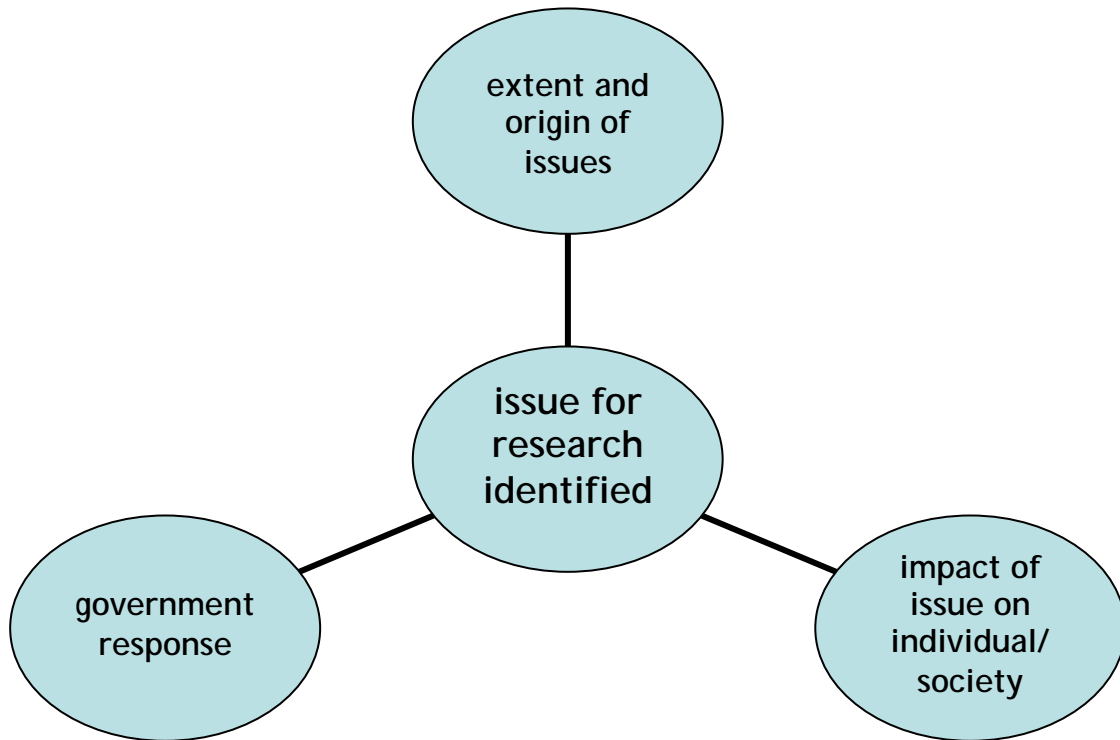 extent and
origin of
issues
issue for
research
identified
government
response
impact of
issue on
individual/
society